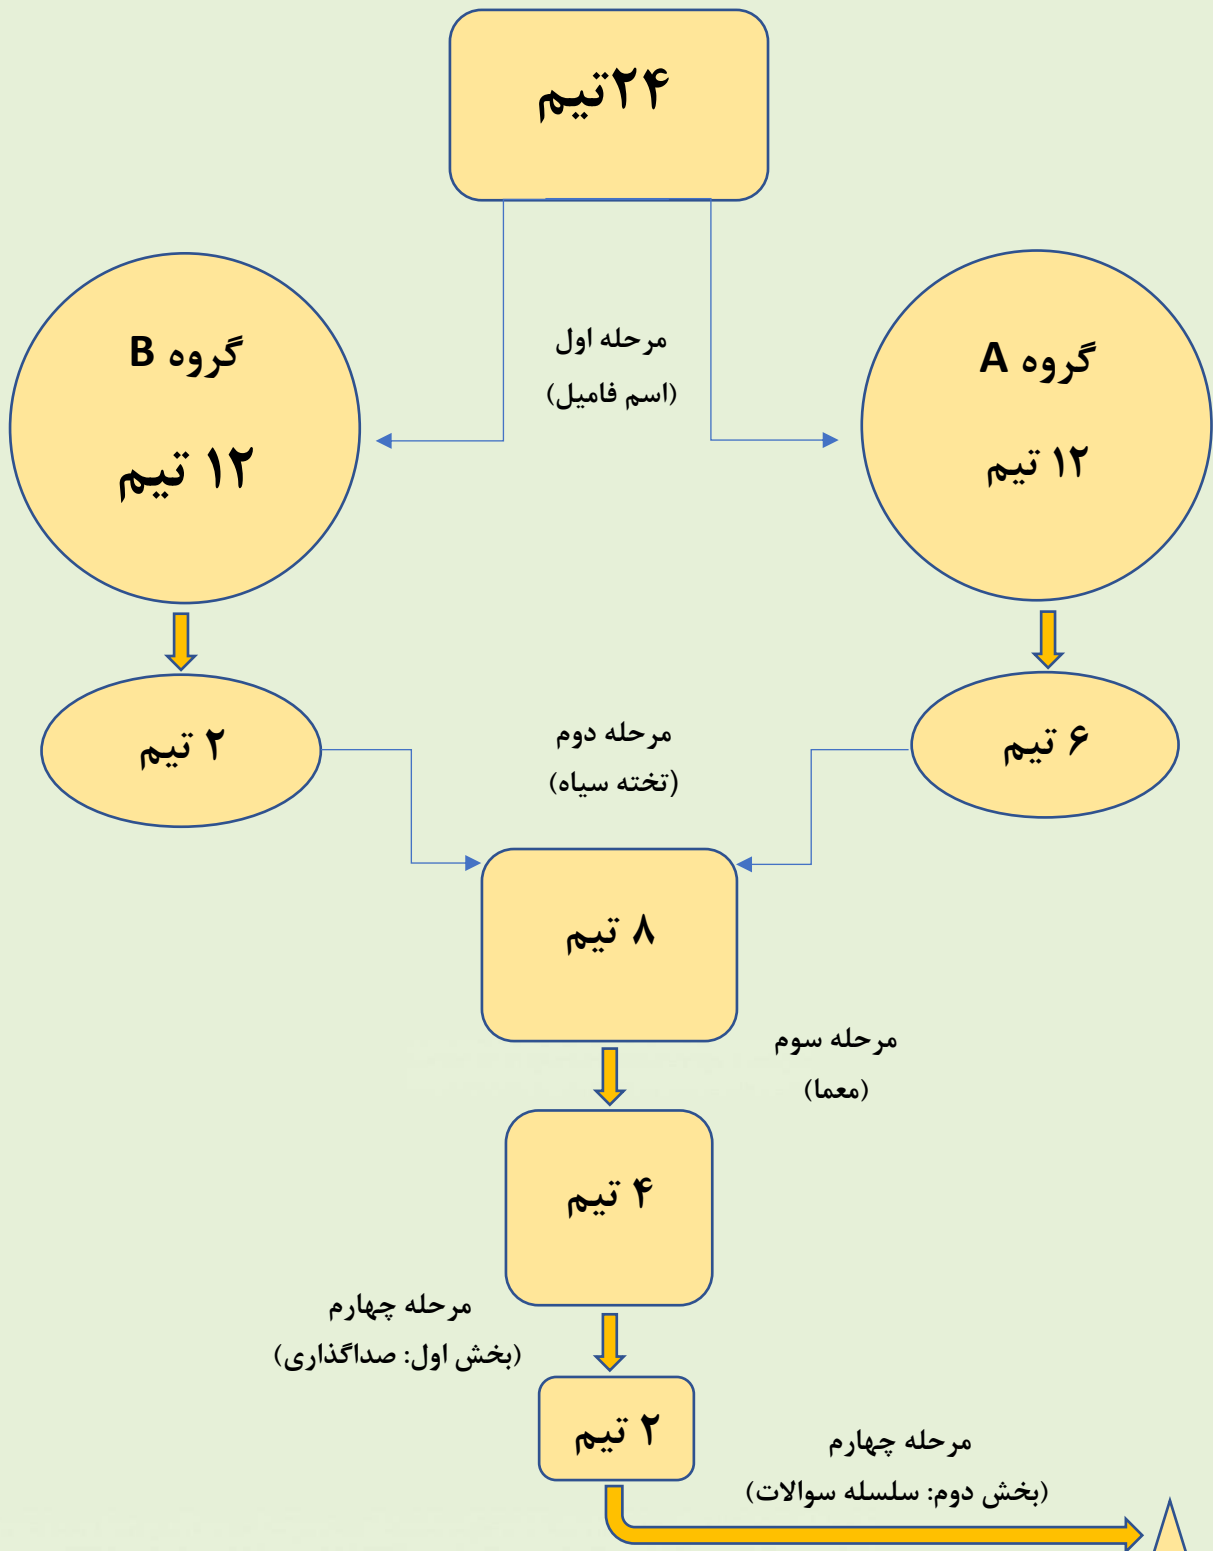 ۲۴تیم
مرحله اول
(اسم فامیل)
گروه A
۱۲ تیم
گروه B
۱۲ تیم
۶ تیم
۲ تیم
مرحله دوم
(تخته سیاه)
۸ تیم
مرحله سوم
(معما)
۴ تیم
مرحله چهارم
(بخش اول: صداگذاری)
۲ تیم
مرحله چهارم
(بخش دوم: سلسله سوالات)